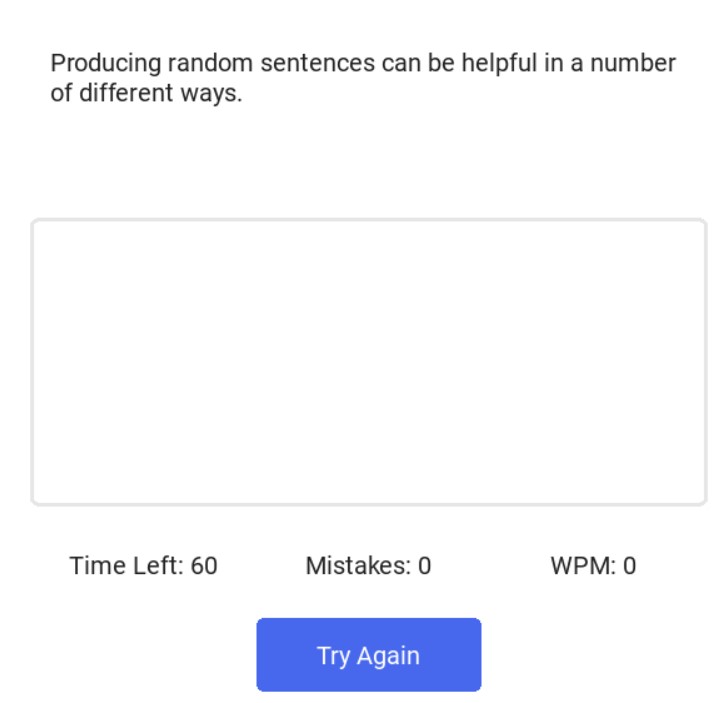 Producing random sentences can be helpful in a number
of different ways.
Time Left: 60 Mistakes: 0 WPM: 0
Try Again